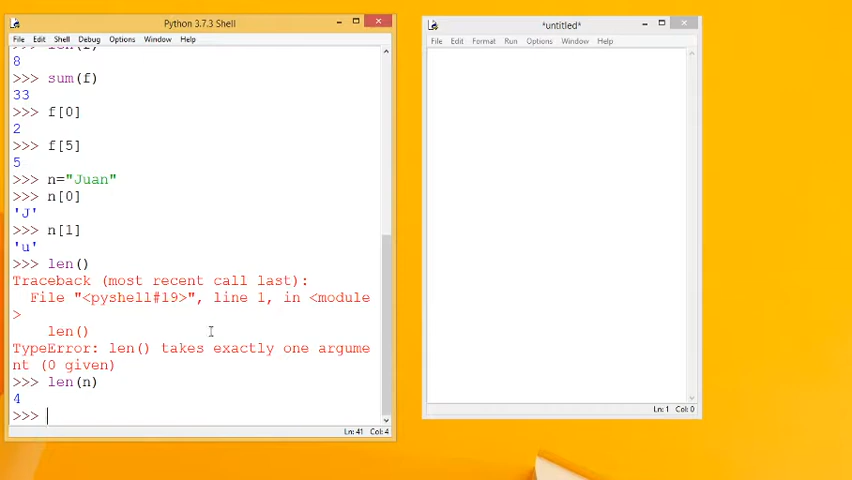 Python 3.7.3 Shell
File Edit Shell Debug Options Window Help
8
>>> sum(f)
33
>>> f[0]
2
>>> f[5]
5
>>> n="Juan"
>>> n[0]
'J'
>>> n[1]
'u'
>>> len()
Traceback (most recent call last):
File "<pyshell#19>", line 1, in <module
>
len()
TypeError: len() takes exactly one argume
nt (0 given)
>>> len(n)
4
>>>
Ln: 41 Col: 4
*untitled*
File Edit Format Run Options Window Help
Ln: 1 Col: 0